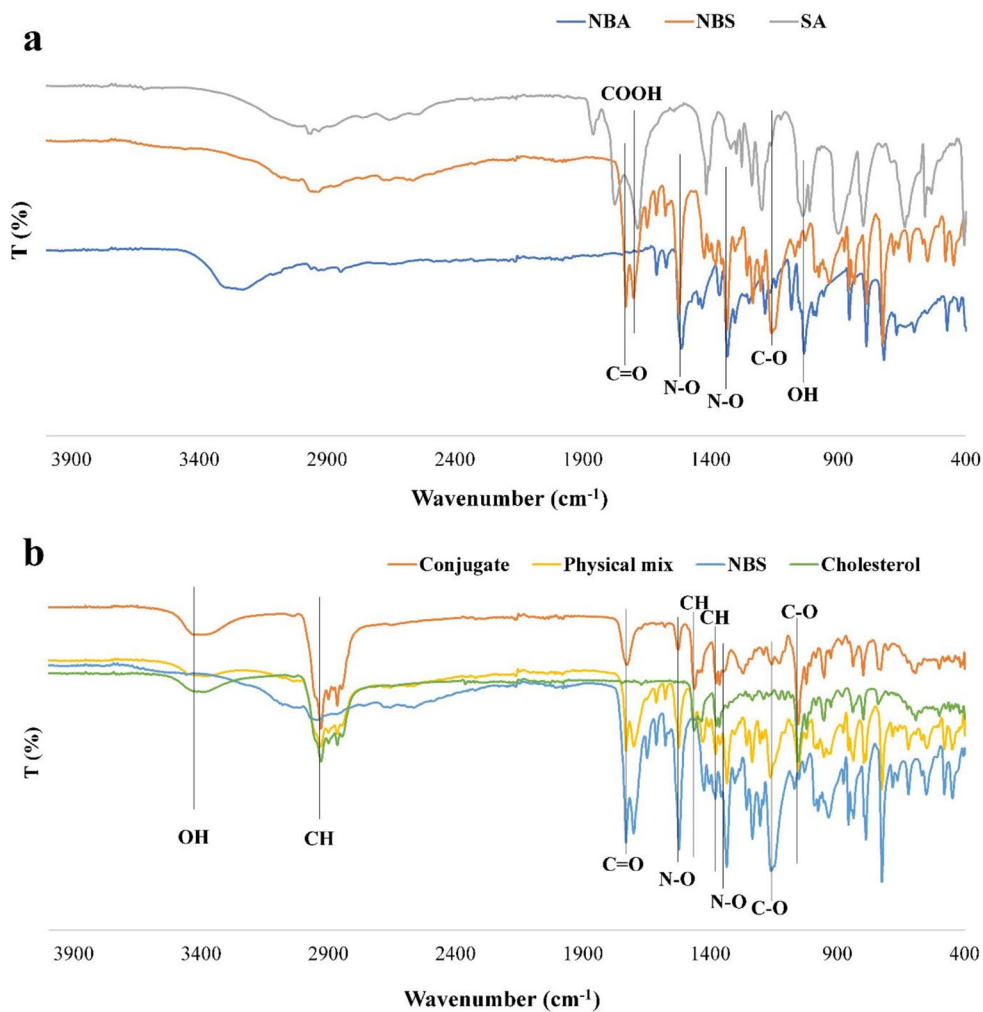 a
NBA NBS SA
COOH
T (%)
C=O
N-O
N-O
C-O
OH
3900 3400 2900 2400 1900 1400 900 400
Wavenumber (cm-1)
b
Conjugate Physical mix NBS Cholesterol
CH
CH
C-O
T (%)
OH
CH
C=O
N-O
N-O
C-O
3900 3400 2900 2400 1900 1400 900 400
Wavenumber (cm-1)